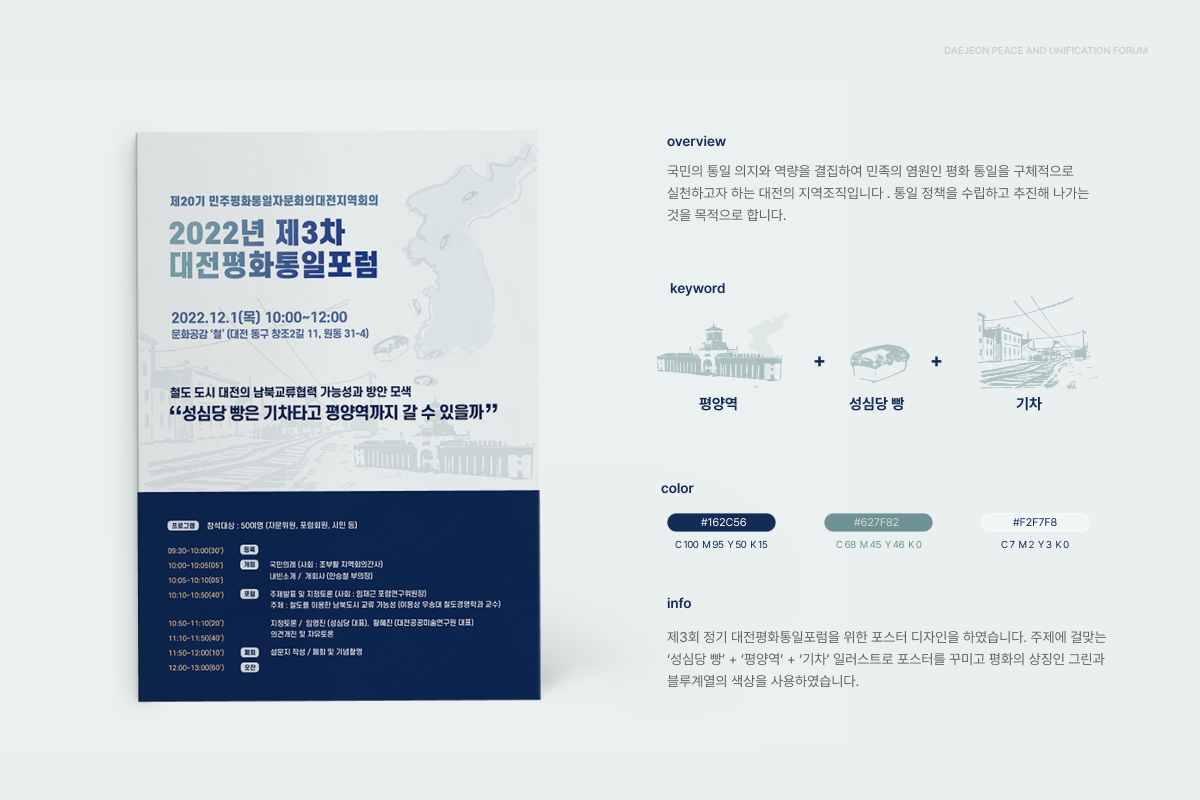 DAEJEON PEACE AND UNIFICATION FORUM
제20기 민주평화통일자문회의대전지역회의
2022년 제3차
대전평화통일포럼
2022.12.1(목) 10:00~12:00
문화공감 '철' (대전 동구 창조2길 11, 원동 31-4)
철도 도시 대전의 남북교류협력 가능성과 방안 모색
“성심당 빵은 기차타고 평양역까지 갈 수 있을까”
프로그램 참석대상 : 50여명 (자문위원, 포럼회원, 시민 등)
09:30~10:00(30') 등록
10:00~10:05(05') 개회 국민의례 (사회 : 조부활 지역회의간사)
10:05~10:10(05') 내빈소개 / 개회사 (안승철 부의장)
10:10~10:50(40') 포럼 주제발표 및 지정토론 (사회 : 임재근 포럼연구위원장)
주제 : 철도를 이용한 남북도시 교류 가능성 (이용상 우송대 철도경영학과 교수)
10:50~11:10(20') 지정토론 / 임영진 (성심당 대표), 황혜진 (대전공공미술연구원 대표)
11:10~11:50(40') 의견개진 및 자유토론
11:50~12:00(10') 폐회 설문지 작성 / 폐회 및 기념촬영
12:00~13:00(60') 오찬
overview
국민의 통일 의지와 역량을 결집하여 민족의 염원인 평화 통일을 구체적으로
실천하고자 하는 대전의 지역조직입니다 . 통일 정책을 수립하고 추진해 나가는
것을 목적으로 합니다.
keyword
+ +
평양역 성심당 빵 기차
color
#162C56 #627F82 #F2F7F8
C100 M95 Y50 K15 C68 M45 Y46 K0 C7 M2 Y3 K0
info
제3회 정기 대전평화통일포럼을 위한 포스터 디자인을 하였습니다. 주제에 걸맞는
‘성심당 빵’ + ‘평양역’ + ‘기차’ 일러스트로 포스터를 꾸미고 평화의 상징인 그린과
블루계열의 색상을 사용하였습니다.